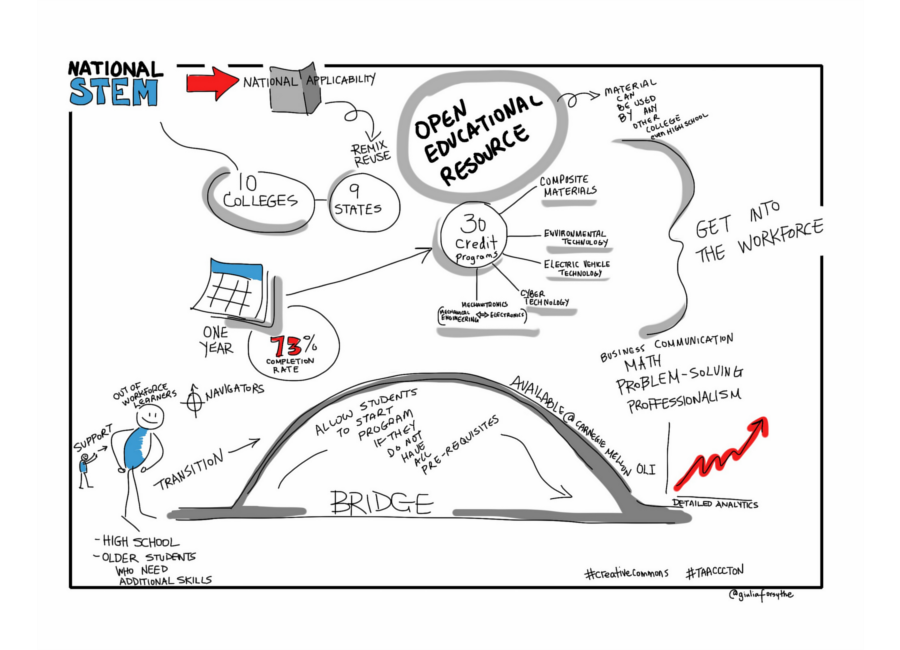 NATIONAL
STEM
NATIONAL APPLICABILITY
REMIX
REUSE
10
COLLEGES
9
STATES
OPEN
EDUCATIONAL
RESOURCE
MATERIAL
CAN
BE USED
BY ANY
OTHER
COLLEGE
even HIGH SCHOOL
30
credit
programs
COMPOSITE
MATERIALS
ENVIRONMENTAL
TECHNOLOGY
ELECTRIC VEHICLE
TECHNOLOGY
CYBER
TECHNOLOGY
MECHANTRONICS
(MECHANICAL
ENGINEERING ⇔ ELECTRONICS)
GET INTO
THE WORKFORCE
ONE
YEAR
73%
COMPLETION
RATE
BUSINESS COMMUNICATION
MATH
PROBLEM-SOLVING
PROFFESSIONALISM
OUT OF
WORKFORCE
LEARNERS
NAVIGATORS
SUPPORT
TRANSITION
ALLOW STUDENTS
TO START
PROGRAM
IF THEY
DO NOT
HAVE
ALL
PRE-REQUISITES
AVAILABLE @ CARNEGIE MELLON OLI
BRIDGE
DETAILED ANALYTICS
- HIGH SCHOOL
- OLDER STUDENTS
WHO NEED
ADDITIONAL SKILLS
#creativecommons #TAACCCTON
@giuliaforsythe